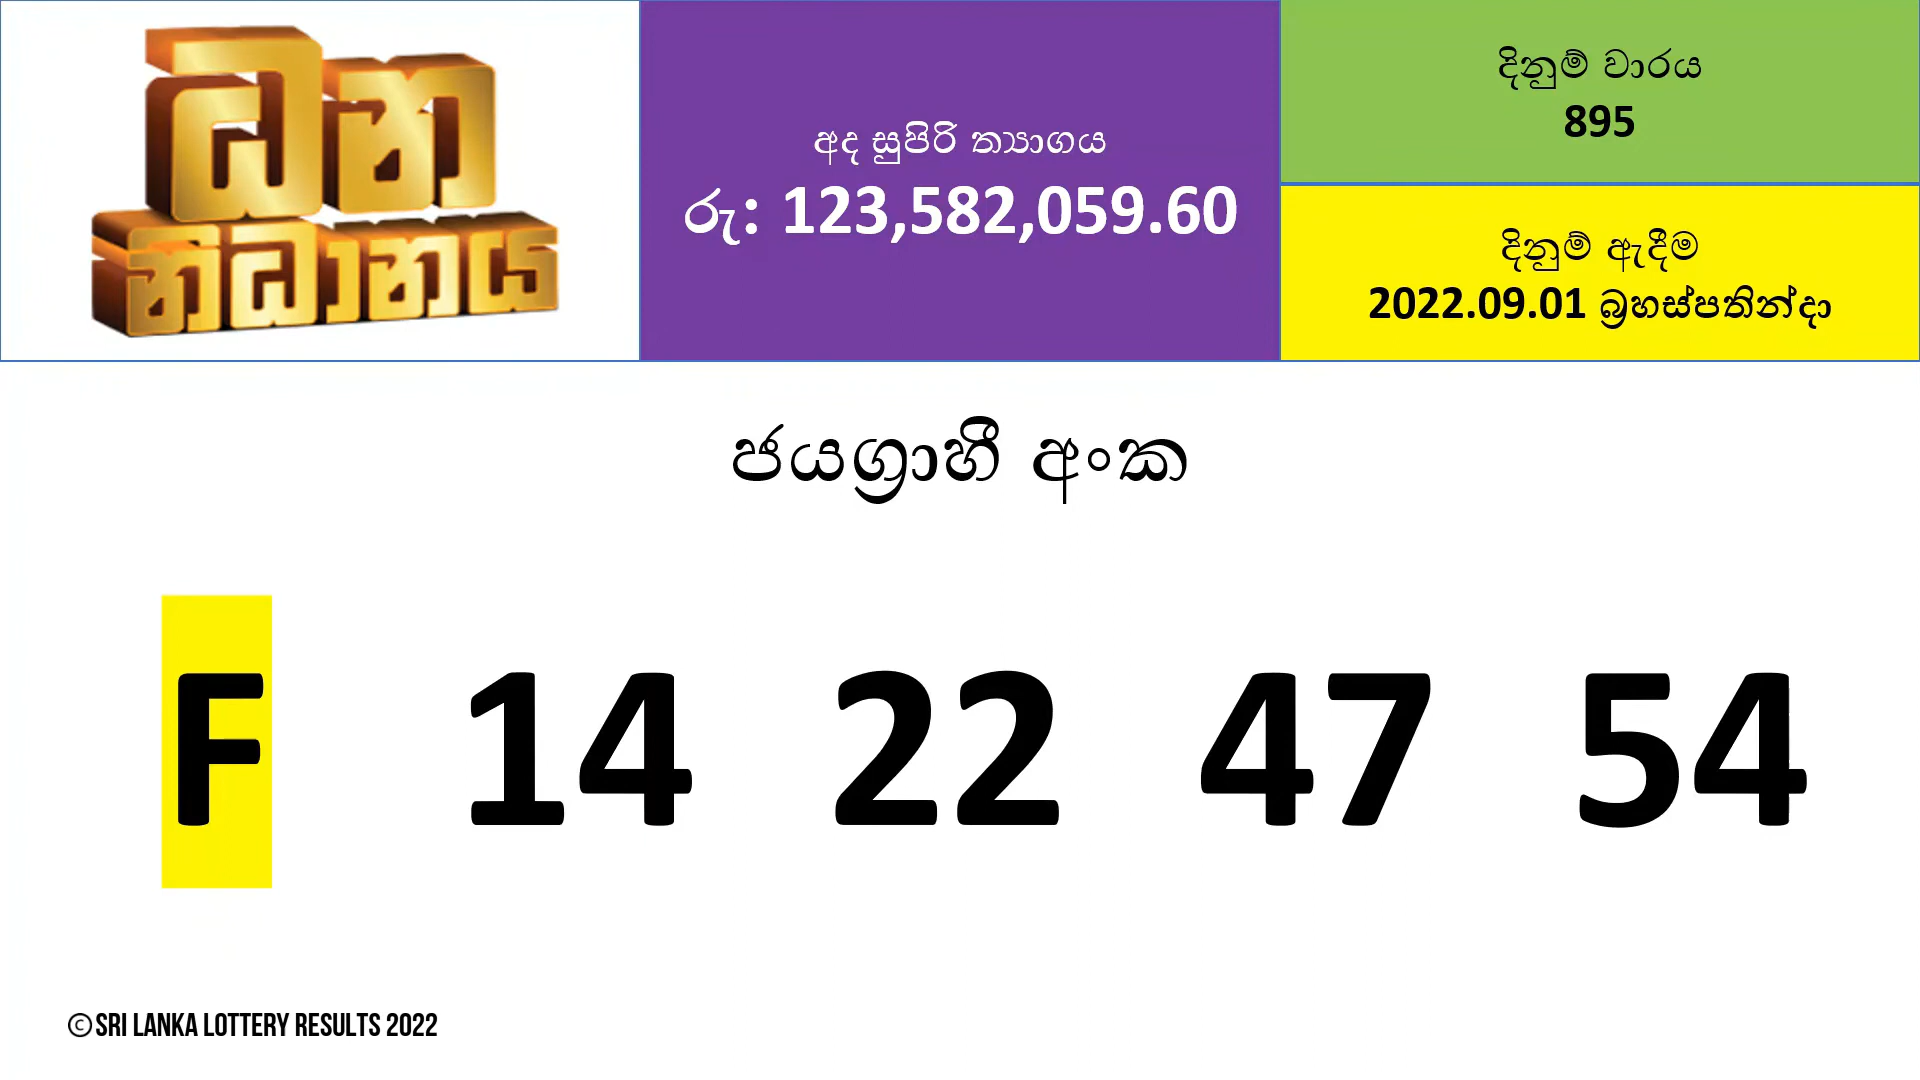 ධන
නිධානය
අද සුපිරි ත්‍යාගය
රු: 123,582,059.60
දිනුම් වාරය
895
දිනුම් ඇදීම
2022.09.01 බ්‍රහස්පතින්දා
ජයග්‍රාහී අංක
F 14 22 47 54
©SRI LANKA LOTTERY RESULTS 2022